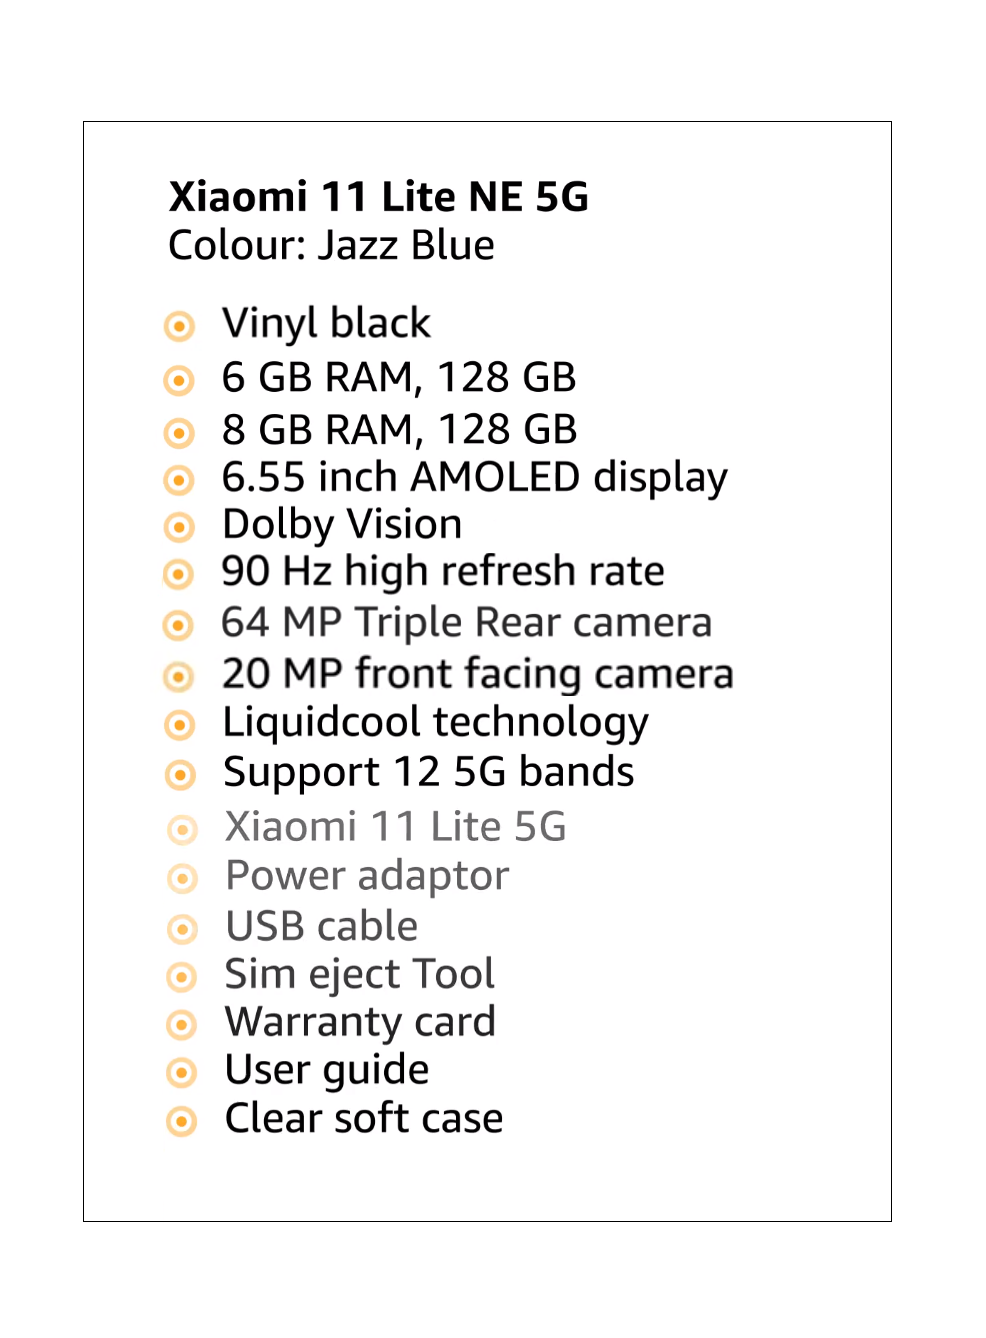 Xiaomi 11 Lite NE 5G
Colour: Jazz Blue
Vinyl black
6 GB RAM, 128 GB
8 GB RAM, 128 GB
6.55 inch AMOLED display
Dolby Vision
90 Hz high refresh rate
64 MP Triple Rear camera
20 MP front facing camera
Liquidcool technology
Support 12 5G bands
Xiaomi 11 Lite 5G
Power adaptor
USB cable
Sim eject Tool
Warranty card
User guide
Clear soft case